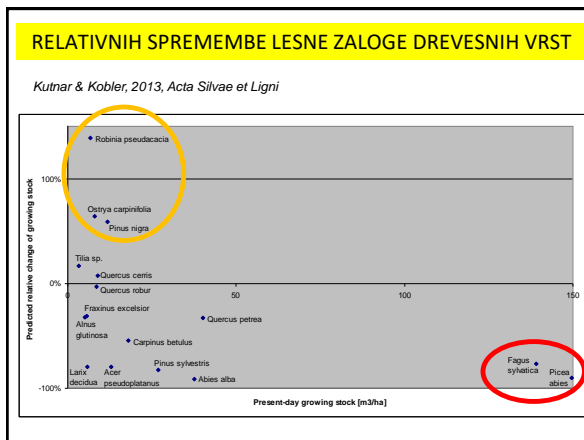 RELATIVNIH SPREMEMBE LESNE ZALOGE DREVESNIH VRST
Kutnar & Kobler, 2013, Acta Silvae et Ligni
Predicted relative change of growing stock
Robinia pseudacacia
100%
Ostrya carpinifolia
Pinus nigra
Tilia sp.
Quercus cerris
0%
Quercus robur
0
50
100
150
Fraxinus excelsior
Alnus
glutinosa
Quercus petrea
Carpinus betulus
Pinus sylvestris
Fagus
sylvatica
Larix
decidua
Acer
pseudoplatanus
Abies alba
Picea
abies
-100%
Present-day growing stock [m3/ha]